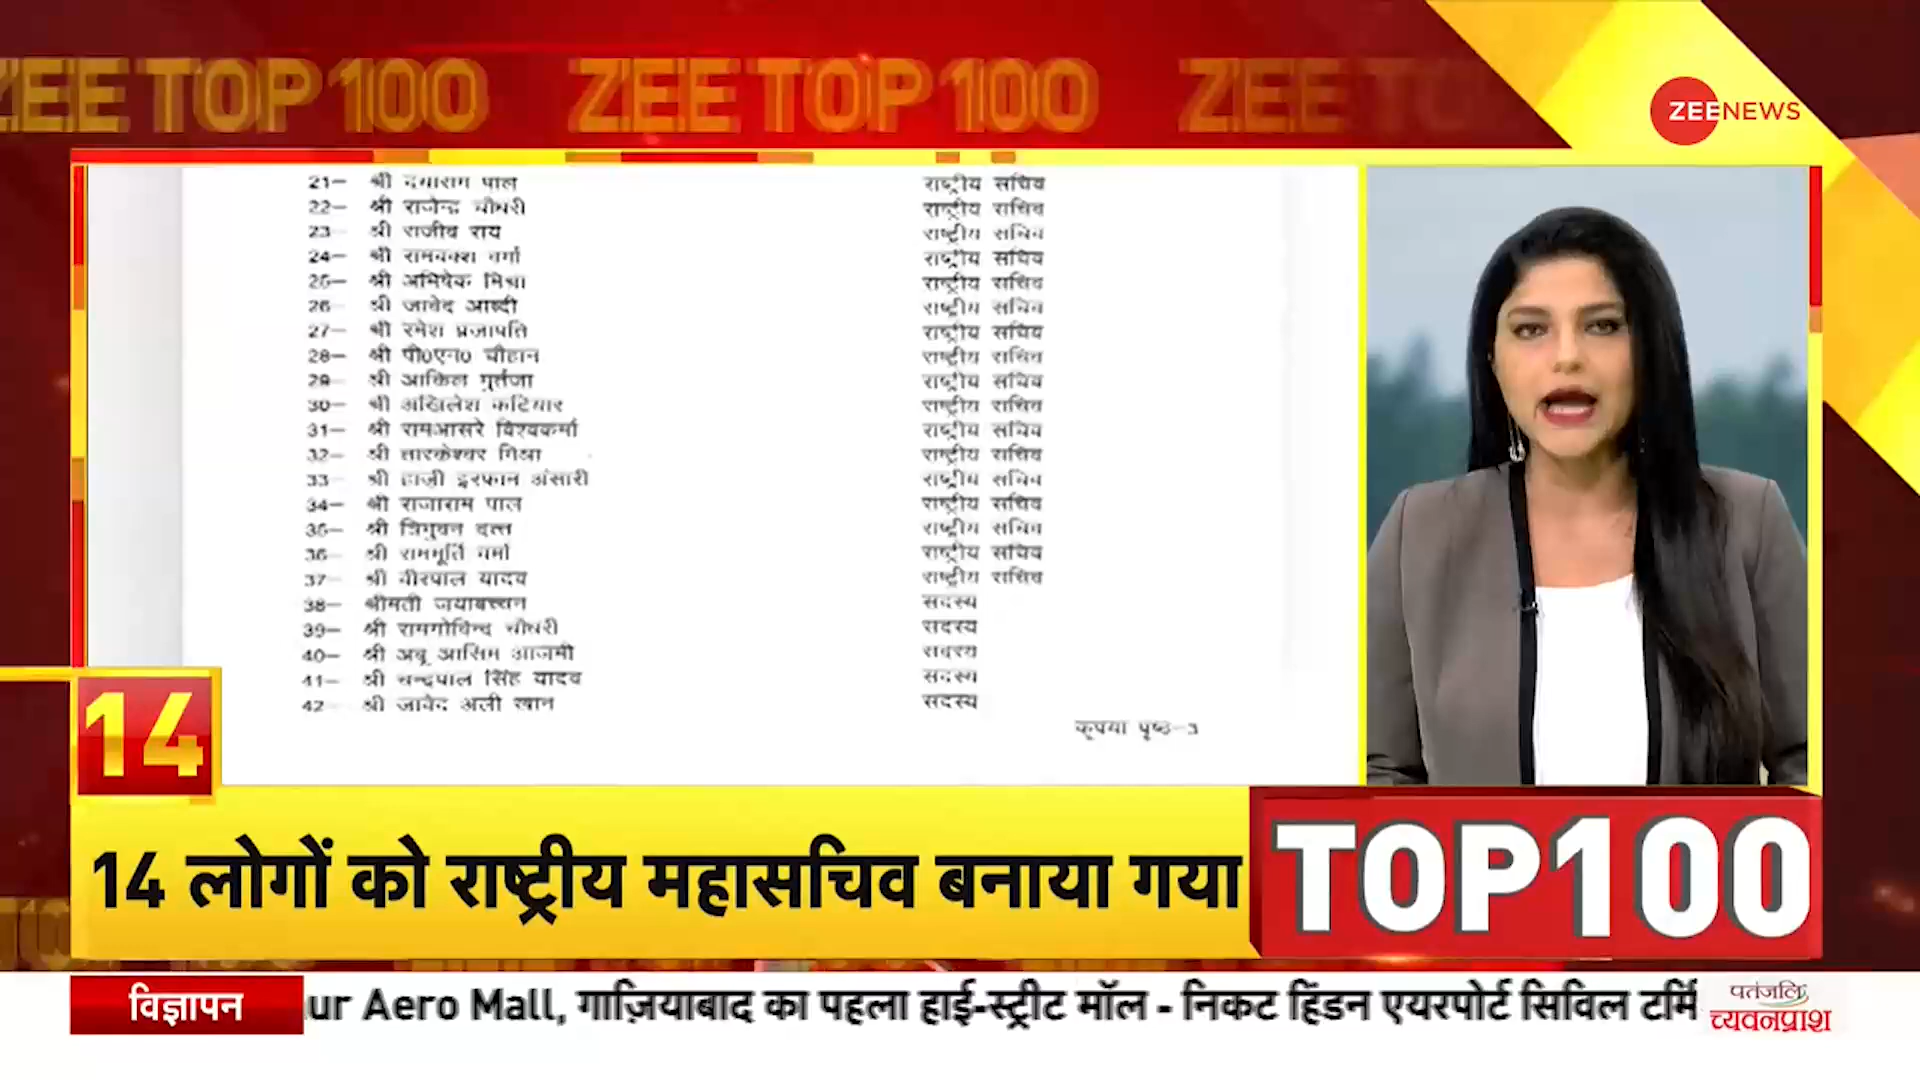 ZEE TOP 100 ZEE TOP 100 ZEE TO
ZEENEWS
21– श्री दयाराम पाल राष्ट्रीय सचिव
22– श्री राजेन्द्र चौधरी राष्ट्रीय सचिव
23– श्री राजीव राय राष्ट्रीय सचिव
24– श्री रामबक्श वर्मा राष्ट्रीय सचिव
25– श्री अभिषेक मिश्रा राष्ट्रीय सचिव
26– श्री जावेद आब्दी राष्ट्रीय सचिव
27– श्री रमेश प्रजापति राष्ट्रीय सचिव
28– श्री पी0एन0 चौहान राष्ट्रीय सचिव
29– श्री आकिल मुर्तजा राष्ट्रीय सचिव
30– श्री अखिलेश कटियार राष्ट्रीय सचिव
31– श्री रामआसरे विश्वकर्मा राष्ट्रीय सचिव
32– श्री तारकेश्वर मिश्रा राष्ट्रीय सचिव
33– श्री हाजी इरफान अंसारी राष्ट्रीय सचिव
34– श्री राजाराम पाल राष्ट्रीय सचिव
35– श्री त्रिभुवन दत्त राष्ट्रीय सचिव
36– श्री राममूर्ति वर्मा राष्ट्रीय सचिव
37– श्री वीरपाल यादव राष्ट्रीय सचिव
38– श्रीमती जयाबच्चन सदस्य
39– श्री रामगोविन्द चौधरी सदस्य
40– श्री अबू आसिम आजमी सदस्य
41– श्री चन्द्रपाल सिंह यादव सदस्य
42– श्री जावेद अली खान सदस्य
कृपया पृष्ठ–3
14
14 लोगों को राष्ट्रीय महासचिव बनाया गया
TOP100
विज्ञापन
ur Aero Mall, गाज़ियाबाद का पहला हाई-स्ट्रीट मॉल - निकट हिंडन एयरपोर्ट सिविल टर्मि
पतंजलि
च्यवनप्राश